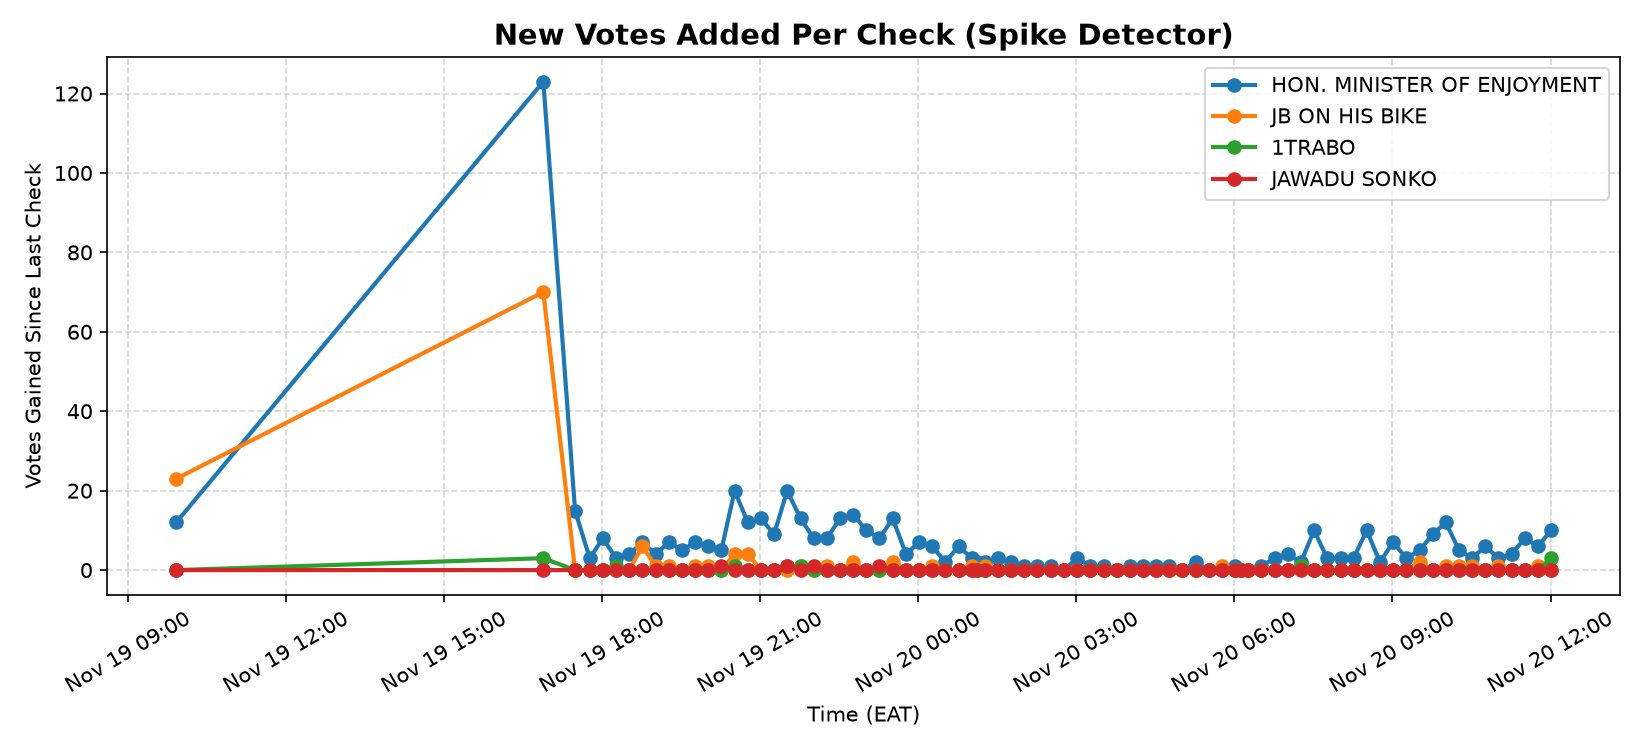 New Votes Added Per Check (Spike Detector)
HON. MINISTER OF ENJOYMENT
JB ON HIS BIKE
1TRABO
JAWADU SONKO
Votes Gained Since Last Check
120
100
80
60
40
20
0
Nov 19 09:00
Nov 19 12:00
Nov 19 15:00
Nov 19 18:00
Nov 19 21:00
Nov 20 00:00
Nov 20 03:00
Nov 20 06:00
Nov 20 09:00
Nov 20 12:00
Time (EAT)